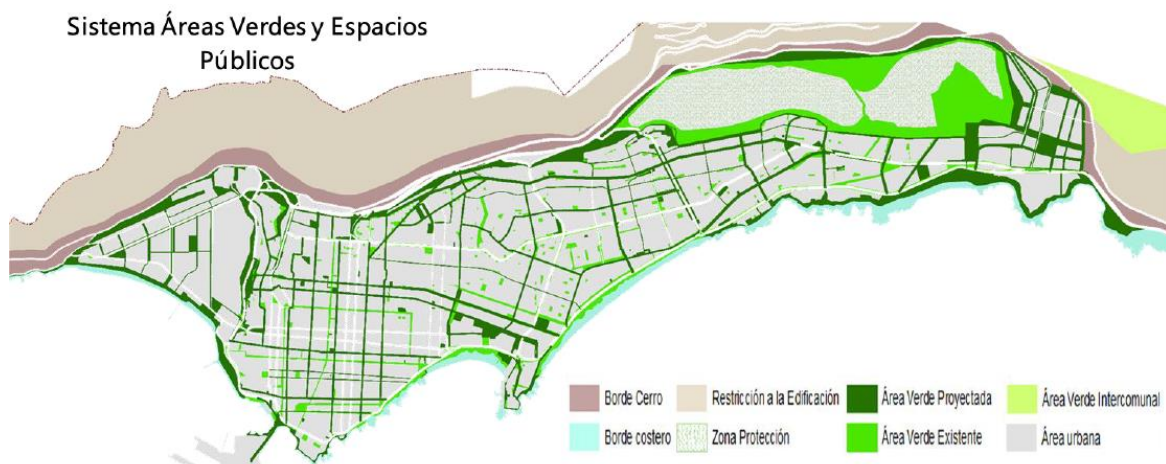 Sistema Áreas Verdes y Espacios
Públicos
Borde Cerro
Restricción a la Edificación
Área Verde Proyectada
Área Verde Intercomunal
Borde costero
Zona Protección
Área Verde Existente
Área urbana